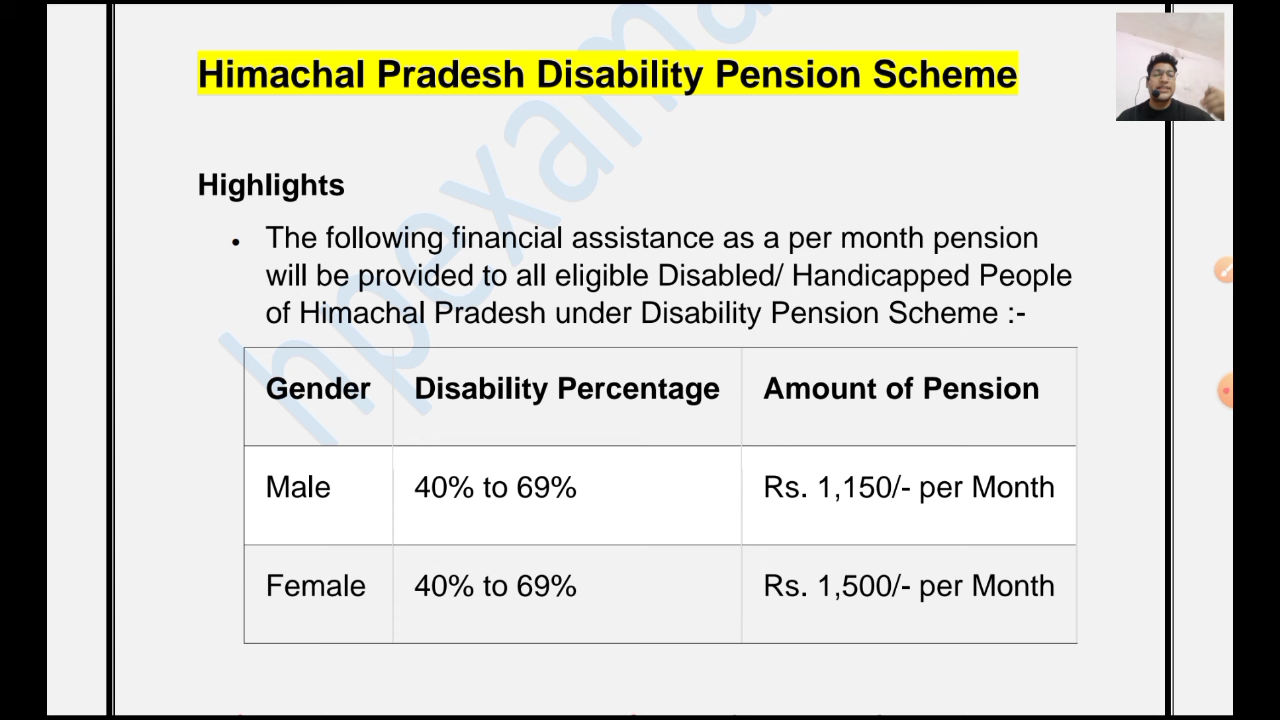 Himachal Pradesh Disability Pension Scheme
Highlights
• The following financial assistance as a per month pension
will be provided to all eligible Disabled/ Handicapped People
of Himachal Pradesh under Disability Pension Scheme :-
Gender Disability Percentage Amount of Pension
Male 40% to 69% Rs. 1,150/- per Month
Female 40% to 69% Rs. 1,500/- per Month
hpexama